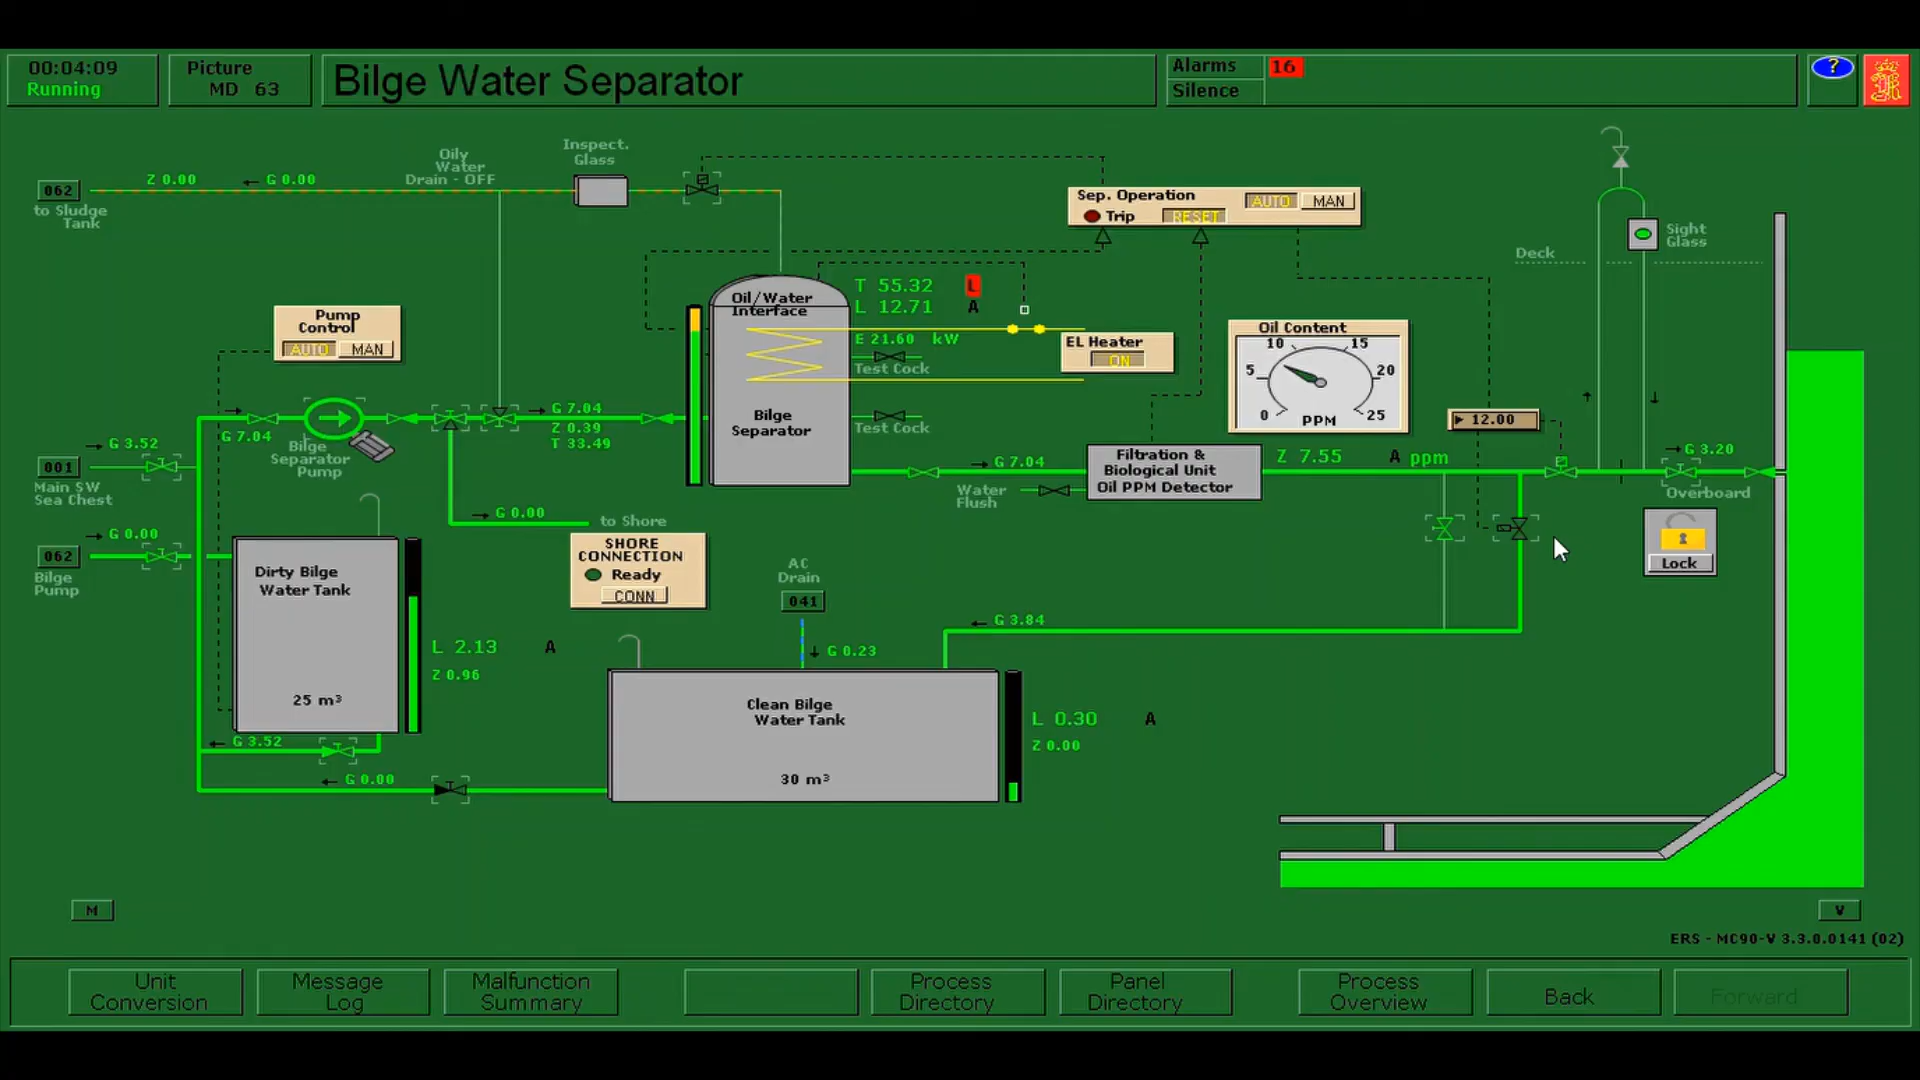 00:04:09
Running
Picture
MD 63
Bilge Water Separator
Alarms 16
Silence
?
Oily
Water
Drain - OFF
Inspect.
Glass
062
to Sludge
Tank
Z 0.00
← G 0.00
Sep. Operation
AUTO MAN
Trip RESET
Sight
Glass
Deck
Oil/Water
Interface
T 55.32 L
L 12.71 A
E 21.60 kW
Test Cock
EL Heater
ON
Pump
Control
AUTO MAN
Oil Content
0 5 10 15 20 25
PPM
12.00
Bilge
Separator
Test Cock
G 7.04
Bilge
Separator
Pump
→ G 7.04
Z 0.39
T 33.49
→ G 3.52
001
Main SW
Sea Chest
→ G 7.04
Filtration &
Biological Unit
Oil PPM Detector
Z 7.55 A ppm
→ G 3.20
Overboard
Water
Flush
→ G 0.00
to Shore
→ G 0.00
062
Bilge
Pump
SHORE
CONNECTION
Ready
CONN
AC
Drain
041
Lock
Dirty Bilge
Water Tank
25 m³
L 2.13 A
Z 0.96
↓ G 0.23
← G 3.84
Clean Bilge
Water Tank
30 m³
L 0.30 A
Z 0.00
← G 3.52
← G 0.00
M
V
ERS - MC90-V 3.3.0.0141 (02)
Unit
Conversion
Message
Log
Malfunction
Summary
Process
Directory
Panel
Directory
Process
Overview
Back
Forward